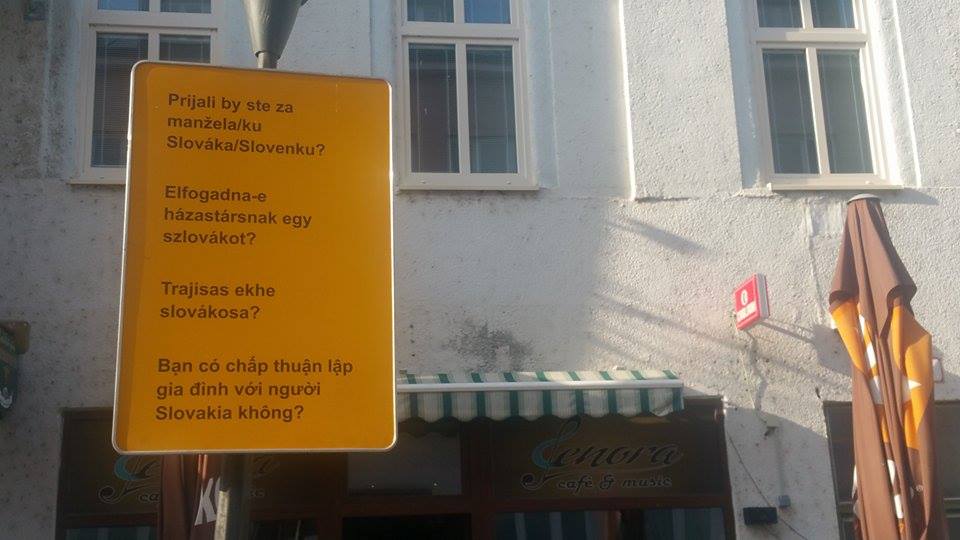 Prijali by ste za
manžela/ku
Slováka/Slovenku?
Elfogadna-e
házastársnak egy
szlovákot?
Trajisas ekhe
slovákosa?
Bạn có chấp thuận lập
gia đình với người
Slovakia không?
Jenora
café & music